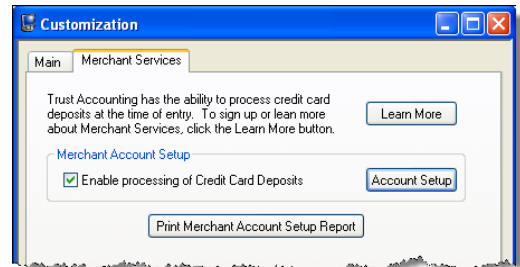 Customization
Main
Merchant Services
Trust Accounting has the ability to process credit card
deposits at the time of entry. To sign up or lean more
about Merchant Services, click the Learn More button.
Learn More
Merchant Account Setup
Enable processing of Credit Card Deposits
Account Setup
Print Merchant Account Setup Report